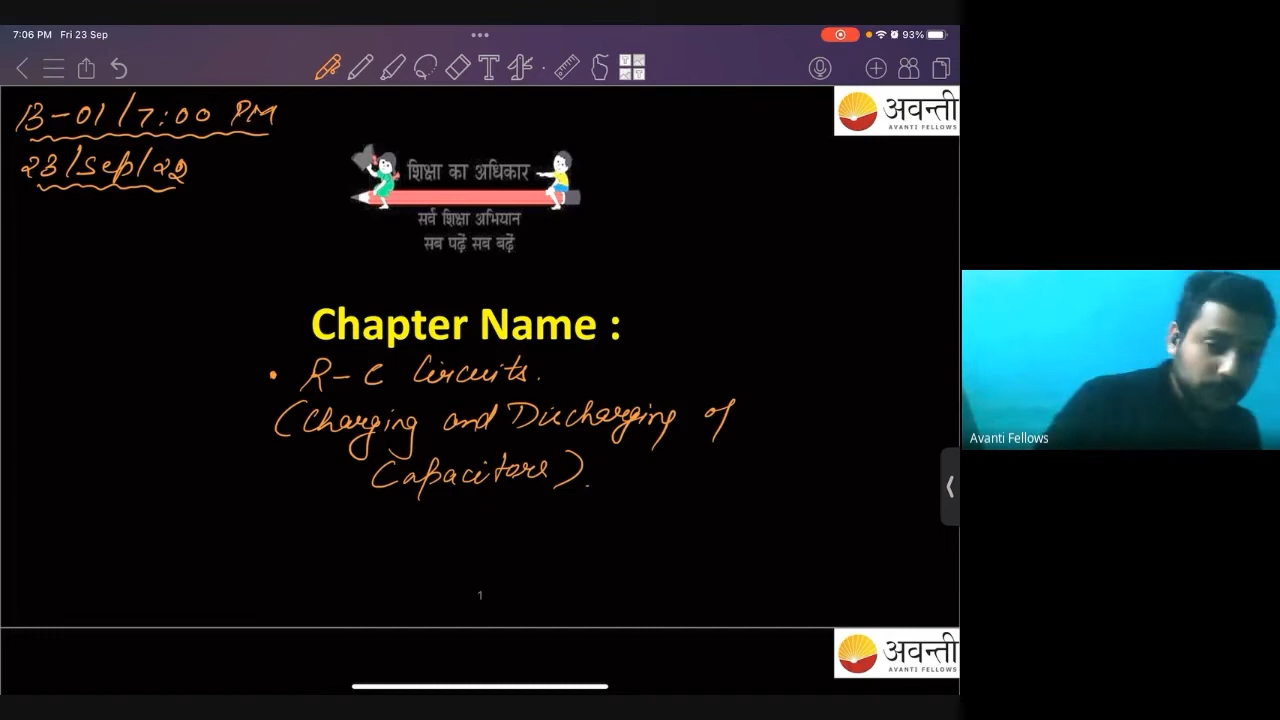 7:06 PM Fri 23 Sep
93%
B-01/7:00 PM
23/Sep/22
अवन्ती
AVANTI FELLOWS
शिक्षा का अधिकार
सर्व शिक्षा अभियान
सब पढ़ें सब बढ़ें
Chapter Name :
• R-C Circuits.
(Charging and Discharging of
Capacitors).
Avanti Fellows
1
अवन्ती
AVANTI FELLOWS